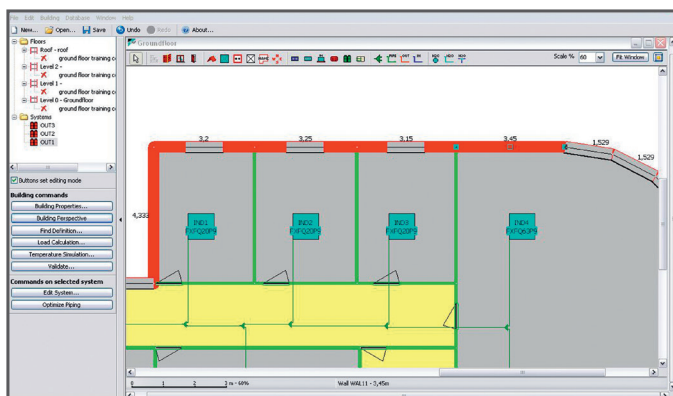 File Edit Building Database Window Help
New... Open... Save Undo Redo About...
Floors
Roof - roof
ground floor training c
Level 2 -
ground floor training c
Level 1 -
ground floor training c
Level 0 - Groundfloor
ground floor training c
Systems
OUT3
OUT2
OUT1
Buttons set editing mode
Building commands
Building Properties...
Building Perspective
Find Definition...
Load Calculation...
Temperature Simulation...
Validate...
Commands on selected system
Edit System...
Optimize Piping
Groundfloor
Scale % 60 Fit Window
3,2 3,25 3,15 3,45
1,529
1,529
4,333
IND1
FXFQ20P9
IND2
FXFQ20P9
IND3
FXFQ20P9
IND4
FXFQ63P9
0 1 2 3 m - 60% Wall WAL11 - 3,45m